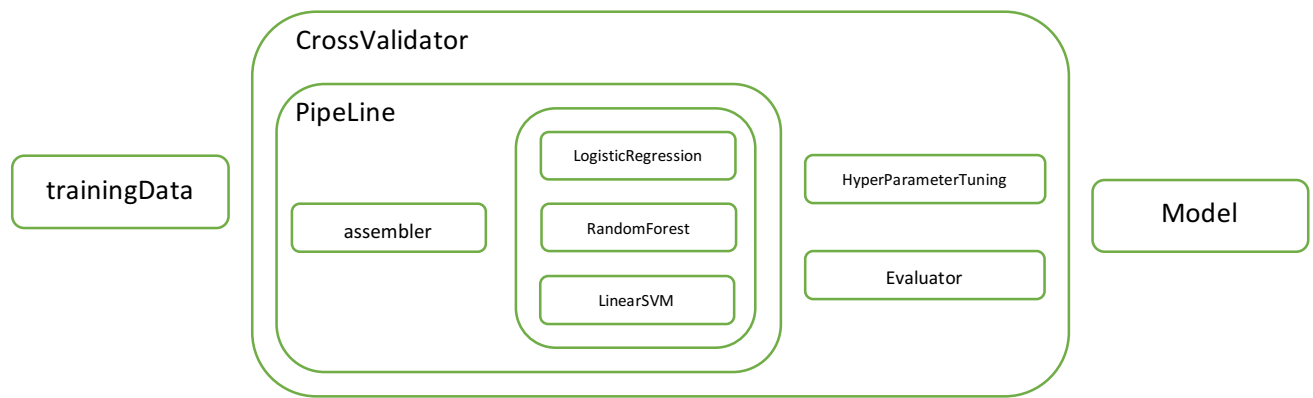 CrossValidator
PipeLine
trainingData
assembler
LogisticRegression
RandomForest
LinearSVM
HyperParameterTuning
Evaluator
Model